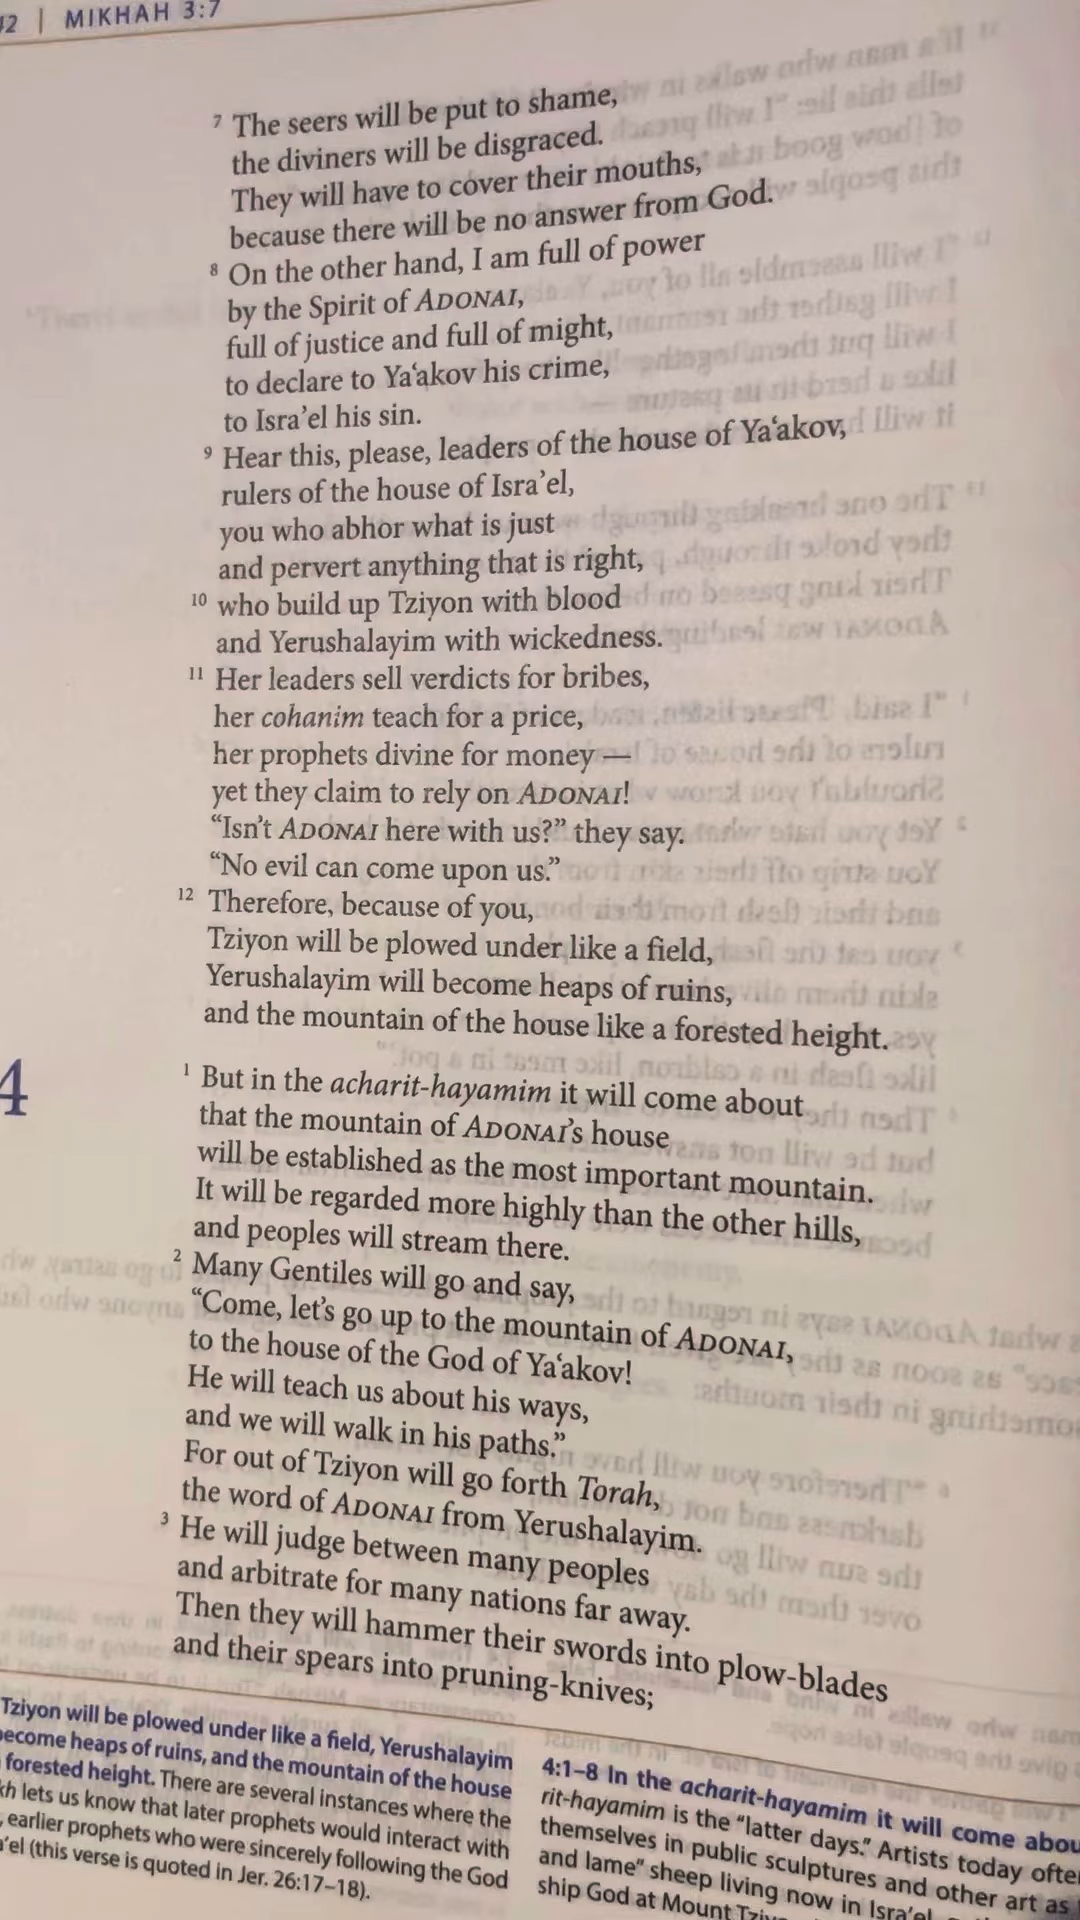 42 | MIKHAH 3:7
7 The seers will be put to shame,
the diviners will be disgraced.
They will have to cover their mouths,
because there will be no answer from God.
8 On the other hand, I am full of power
by the Spirit of ADONAI,
full of justice and full of might,
to declare to Ya‘akov his crime,
to Isra’el his sin.
9 Hear this, please, leaders of the house of Ya‘akov,
rulers of the house of Isra’el,
you who abhor what is just
and pervert anything that is right,
10 who build up Tziyon with blood
and Yerushalayim with wickedness.
11 Her leaders sell verdicts for bribes,
her cohanim teach for a price,
her prophets divine for money —
yet they claim to rely on ADONAI!
“Isn’t ADONAI here with us?” they say.
“No evil can come upon us.”
12 Therefore, because of you,
Tziyon will be plowed under like a field,
Yerushalayim will become heaps of ruins,
and the mountain of the house like a forested height.
4
1 But in the acharit-hayamim it will come about
that the mountain of ADONAI’s house
will be established as the most important mountain.
It will be regarded more highly than the other hills,
and peoples will stream there.
2 Many Gentiles will go and say,
“Come, let’s go up to the mountain of ADONAI,
to the house of the God of Ya‘akov!
He will teach us about his ways,
and we will walk in his paths.”
For out of Tziyon will go forth Torah,
the word of ADONAI from Yerushalayim.
3 He will judge between many peoples
and arbitrate for many nations far away.
Then they will hammer their swords into plow-blades
and their spears into pruning-knives;
Tziyon will be plowed under like a field, Yerushalayim
become heaps of ruins, and the mountain of the house
forested height. There are several instances where the
lets us know that later prophets would interact with
earlier prophets who were sincerely following the God
(this verse is quoted in Jer. 26:17–18).
4:1–8 In the acharit-hayamim it will come
rit-hayamim is the “latter days.” Artists today
themselves in public sculptures and other art as
and lame” sheep living now in Isra’el.
ship God at Mount